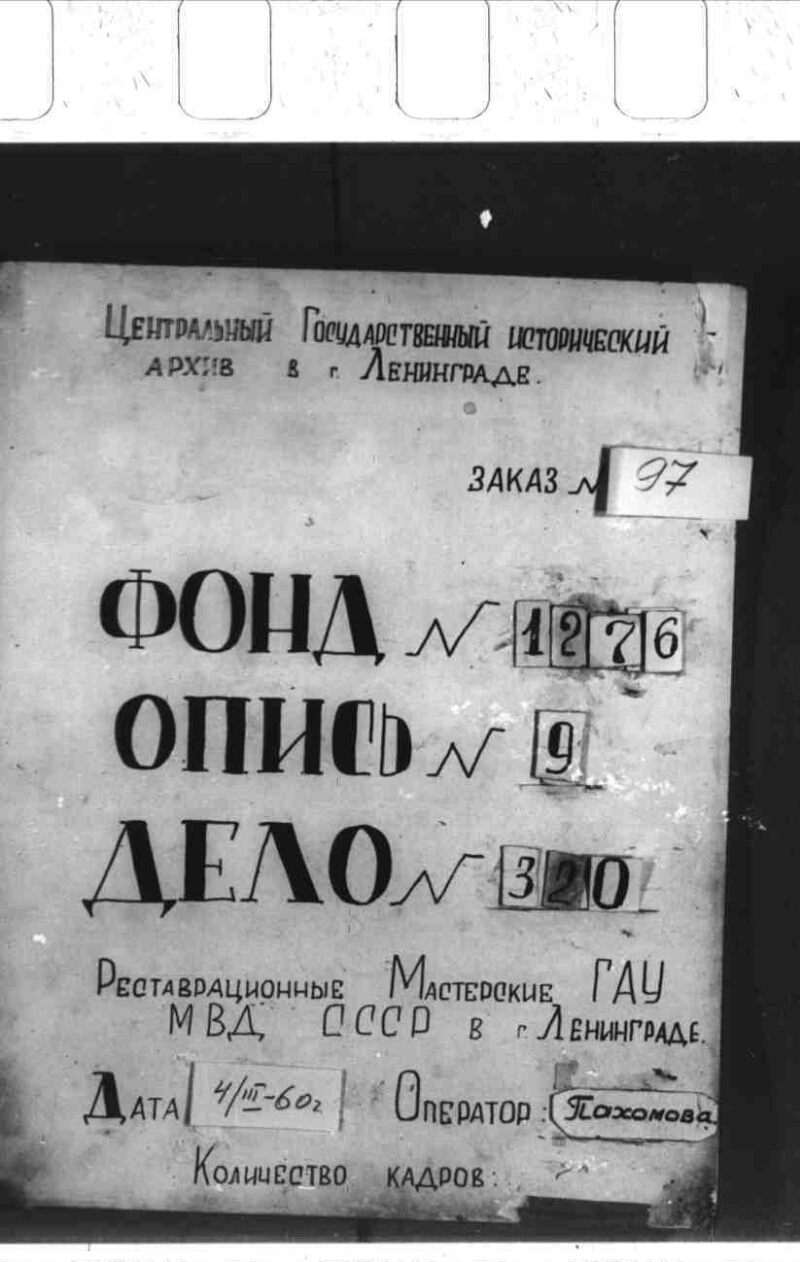 Центральный Государственный исторический
архив в г. Ленинграде.
заказ № 97
ФОНД № 1276
ОПИСЬ № 9
ДЕЛО № 320
Реставрационные Мастерские ГАУ
МВД СССР в г. Ленинграде.
Дата 4/III-60г Оператор: Пахомова.
Количество кадров: